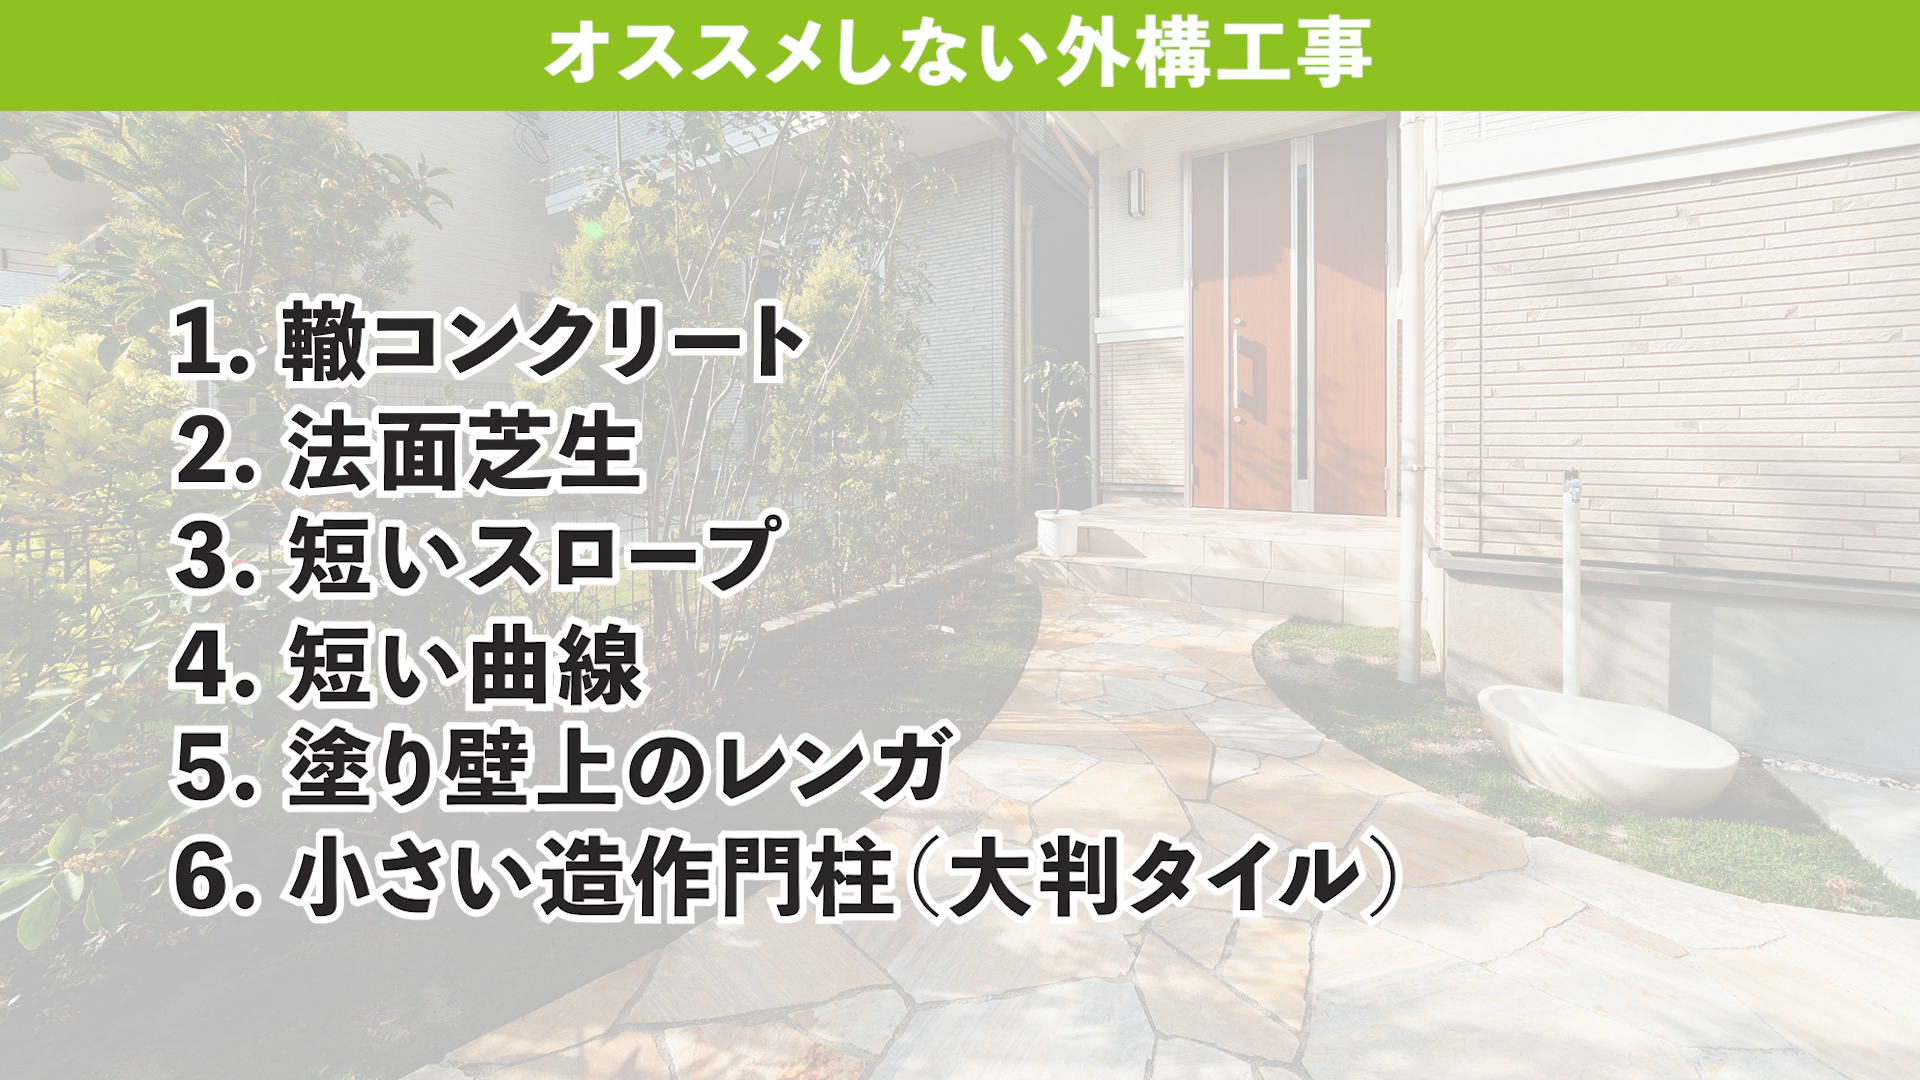 オススメしない外構工事
1. 轍コンクリート
2. 法面芝生
3. 短いスロープ
4. 短い曲線
5. 塗り壁上のレンガ
6. 小さい造作門柱（大判タイル）